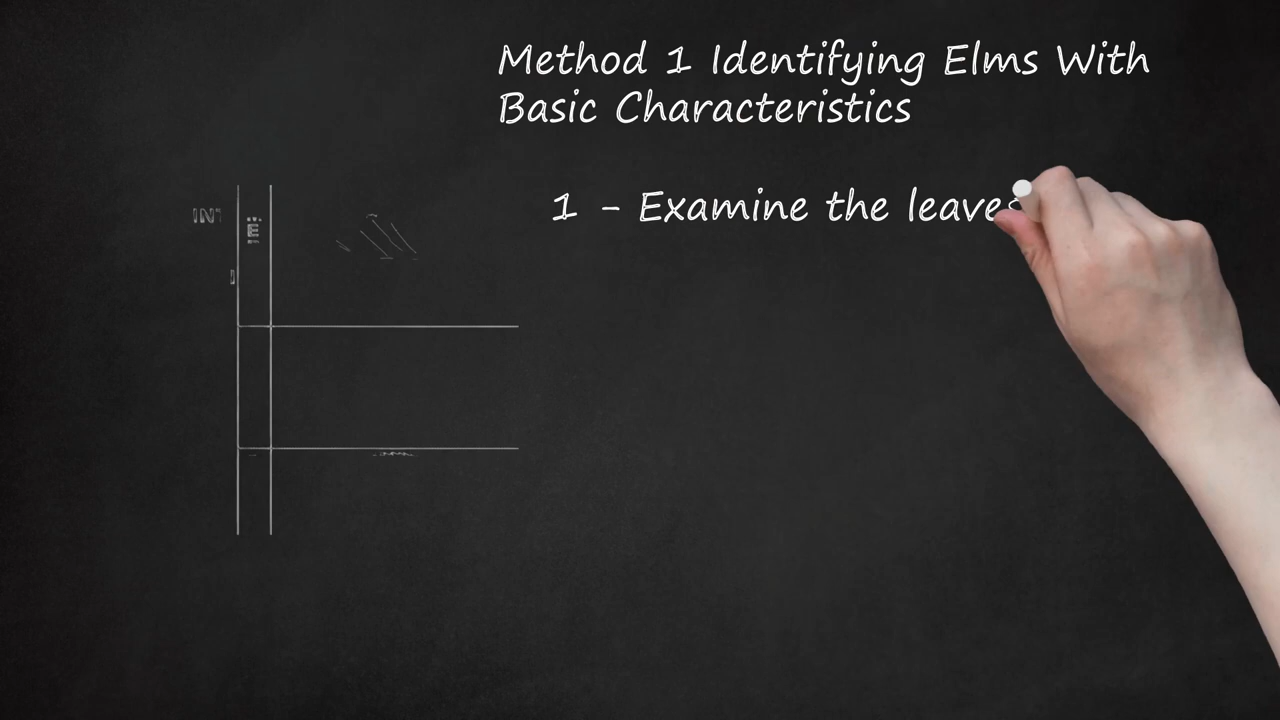 Method 1 Identifying Elms With
Basic Characteristics
1 - Examine the leaves